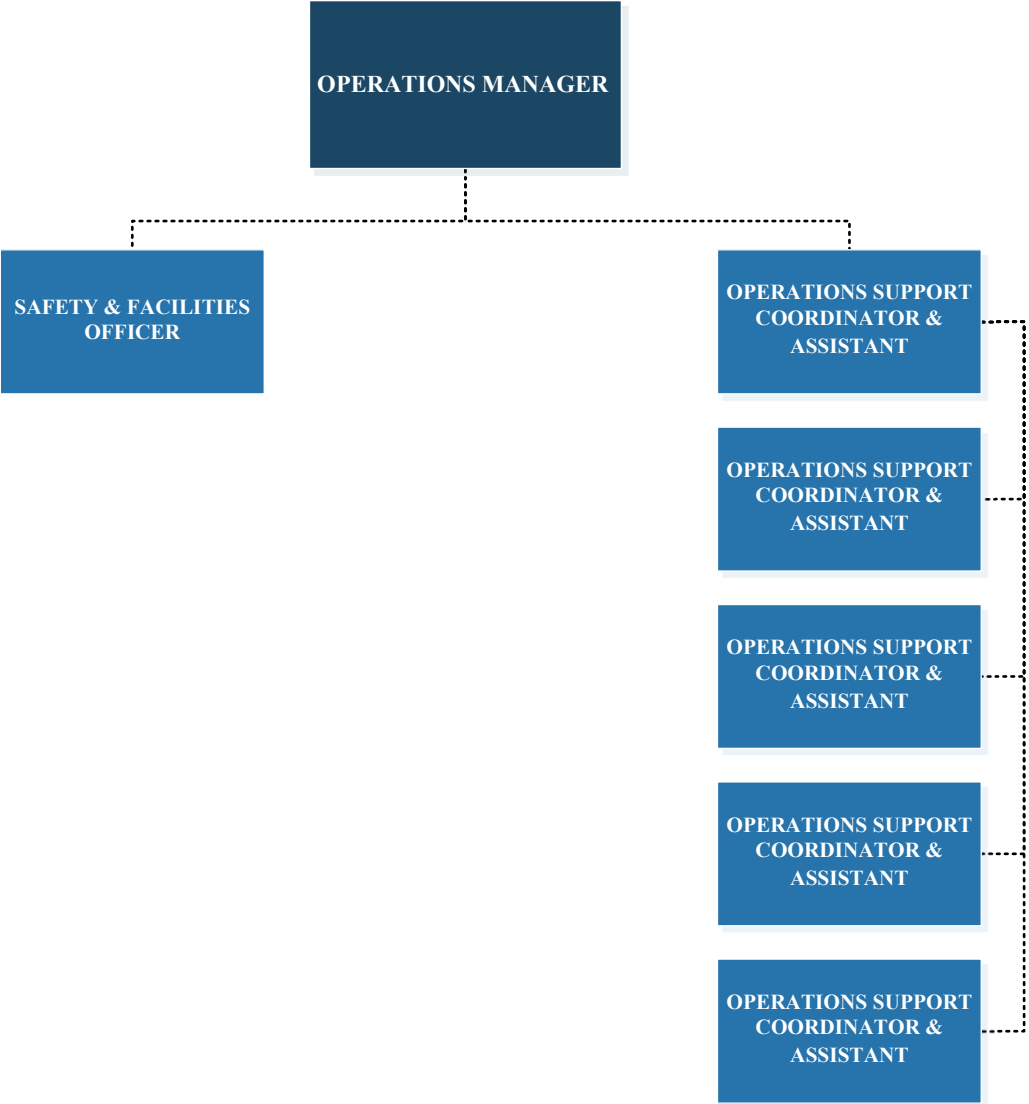 OPERATIONS MANAGER
SAFETY & FACILITIES
OFFICER
OPERATIONS SUPPORT
COORDINATOR &
ASSISTANT
OPERATIONS SUPPORT
COORDINATOR &
ASSISTANT
OPERATIONS SUPPORT
COORDINATOR &
ASSISTANT
OPERATIONS SUPPORT
COORDINATOR &
ASSISTANT
OPERATIONS SUPPORT
COORDINATOR &
ASSISTANT